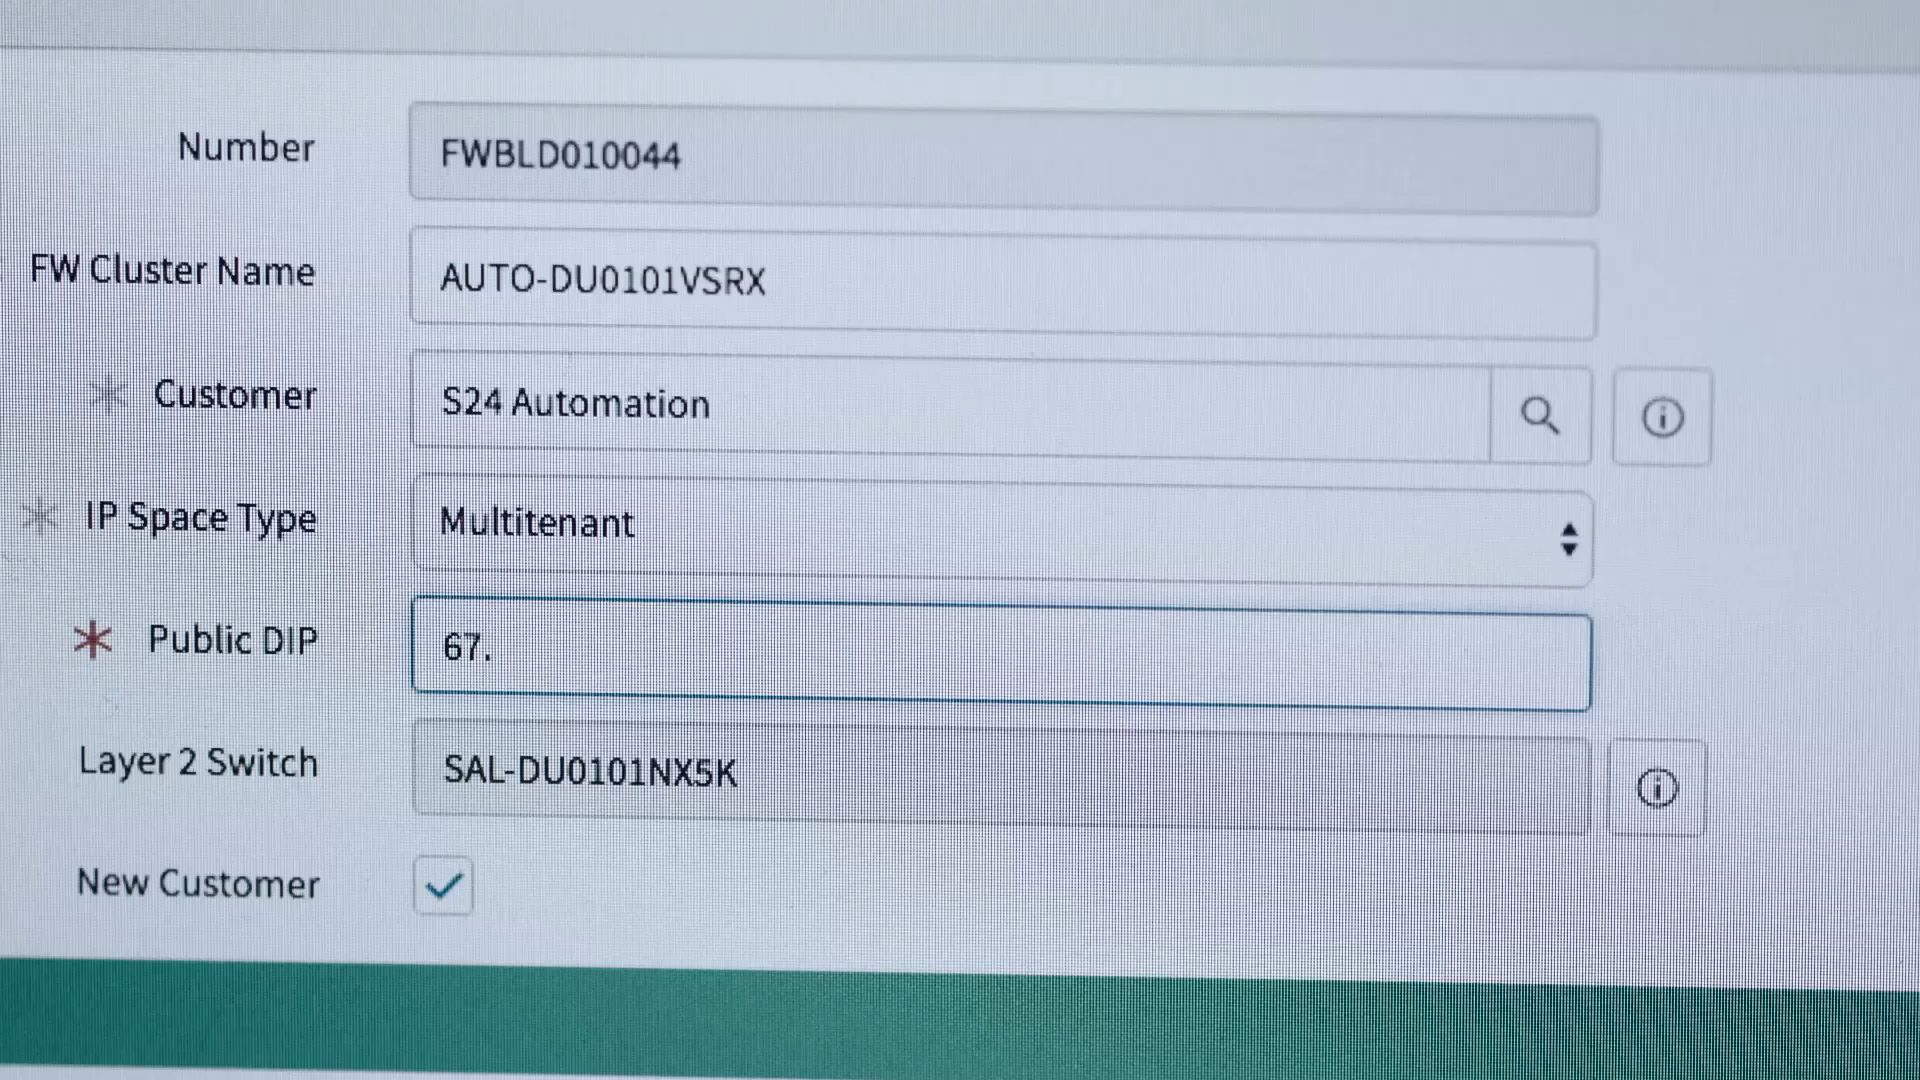 Number FWBLD010044
FW Cluster Name AUTO-DU0101VSRX
* Customer S24 Automation
* IP Space Type Multitenant
* Public DIP 67.
Layer 2 Switch SAL-DU0101NX5K
New Customer